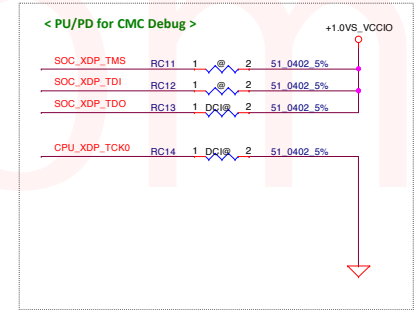 < PU/PD for CMC Debug >
+1.0VS_VCCIO
SOC_XDP_TMS RC11 1 @ 2 51_0402_5%
SOC_XDP_TDI RC12 1 @ 2 51_0402_5%
SOC_XDP_TDO RC13 1 DCI@ 2 51_0402_5%
CPU_XDP_TCK0 RC14 1 DCI@ 2 51_0402_5%